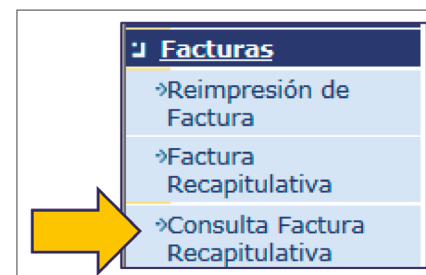 Facturas
Reimpresión de
Factura
Factura
Recapitulativa
Consulta Factura
Recapitulativa